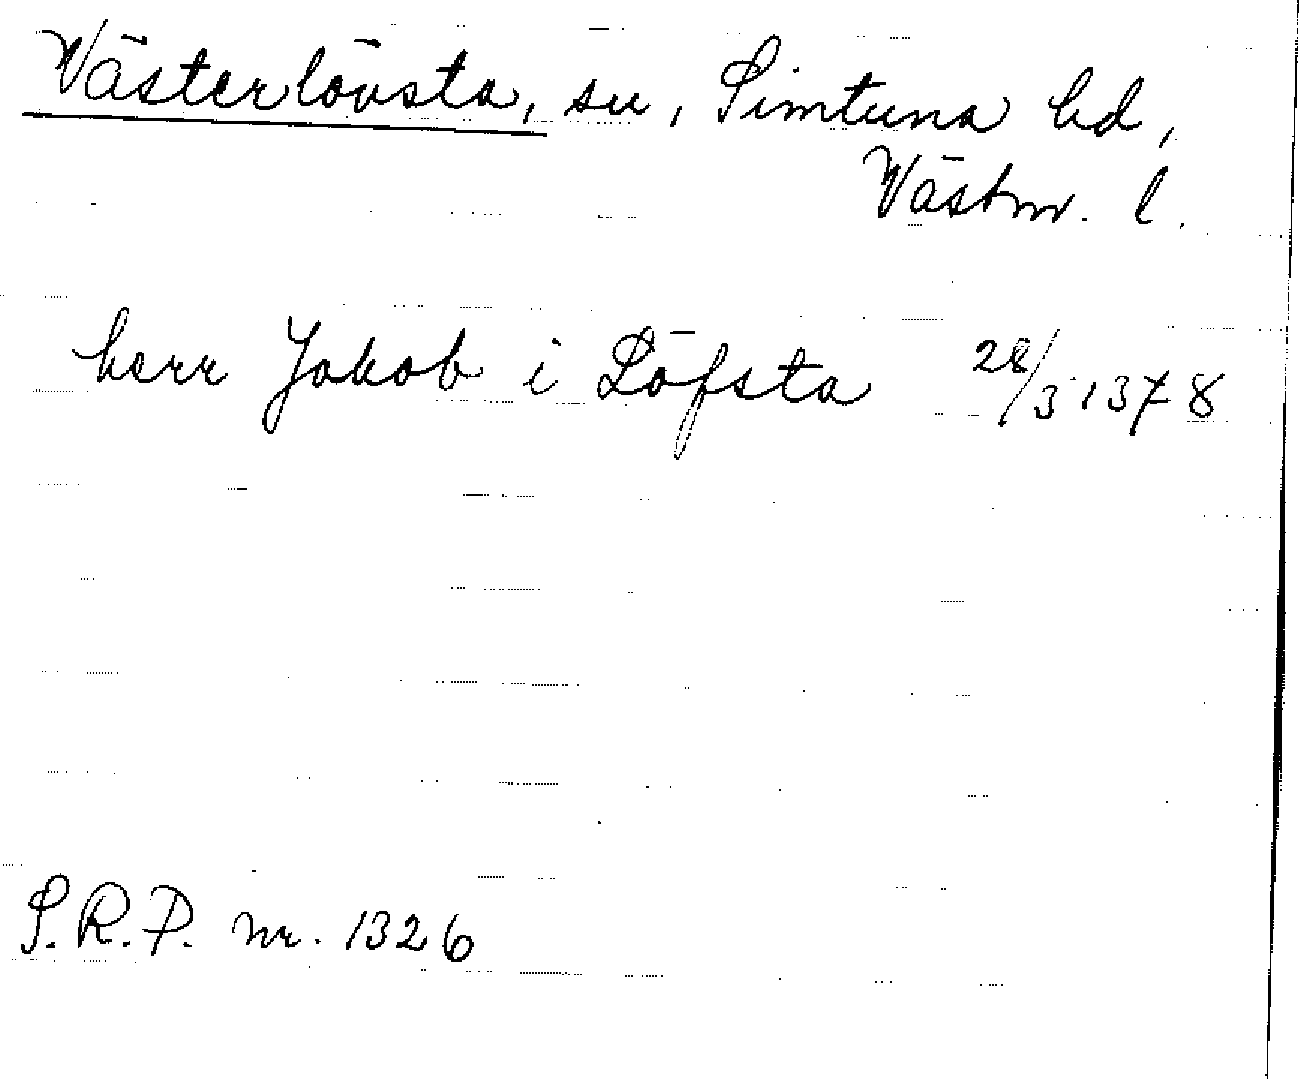 Västerlövsta, sn, Simtuna hd,
Västm. l.
herr Jakob i Löfsta 28/3 1378
S.R.P. nr. 1326